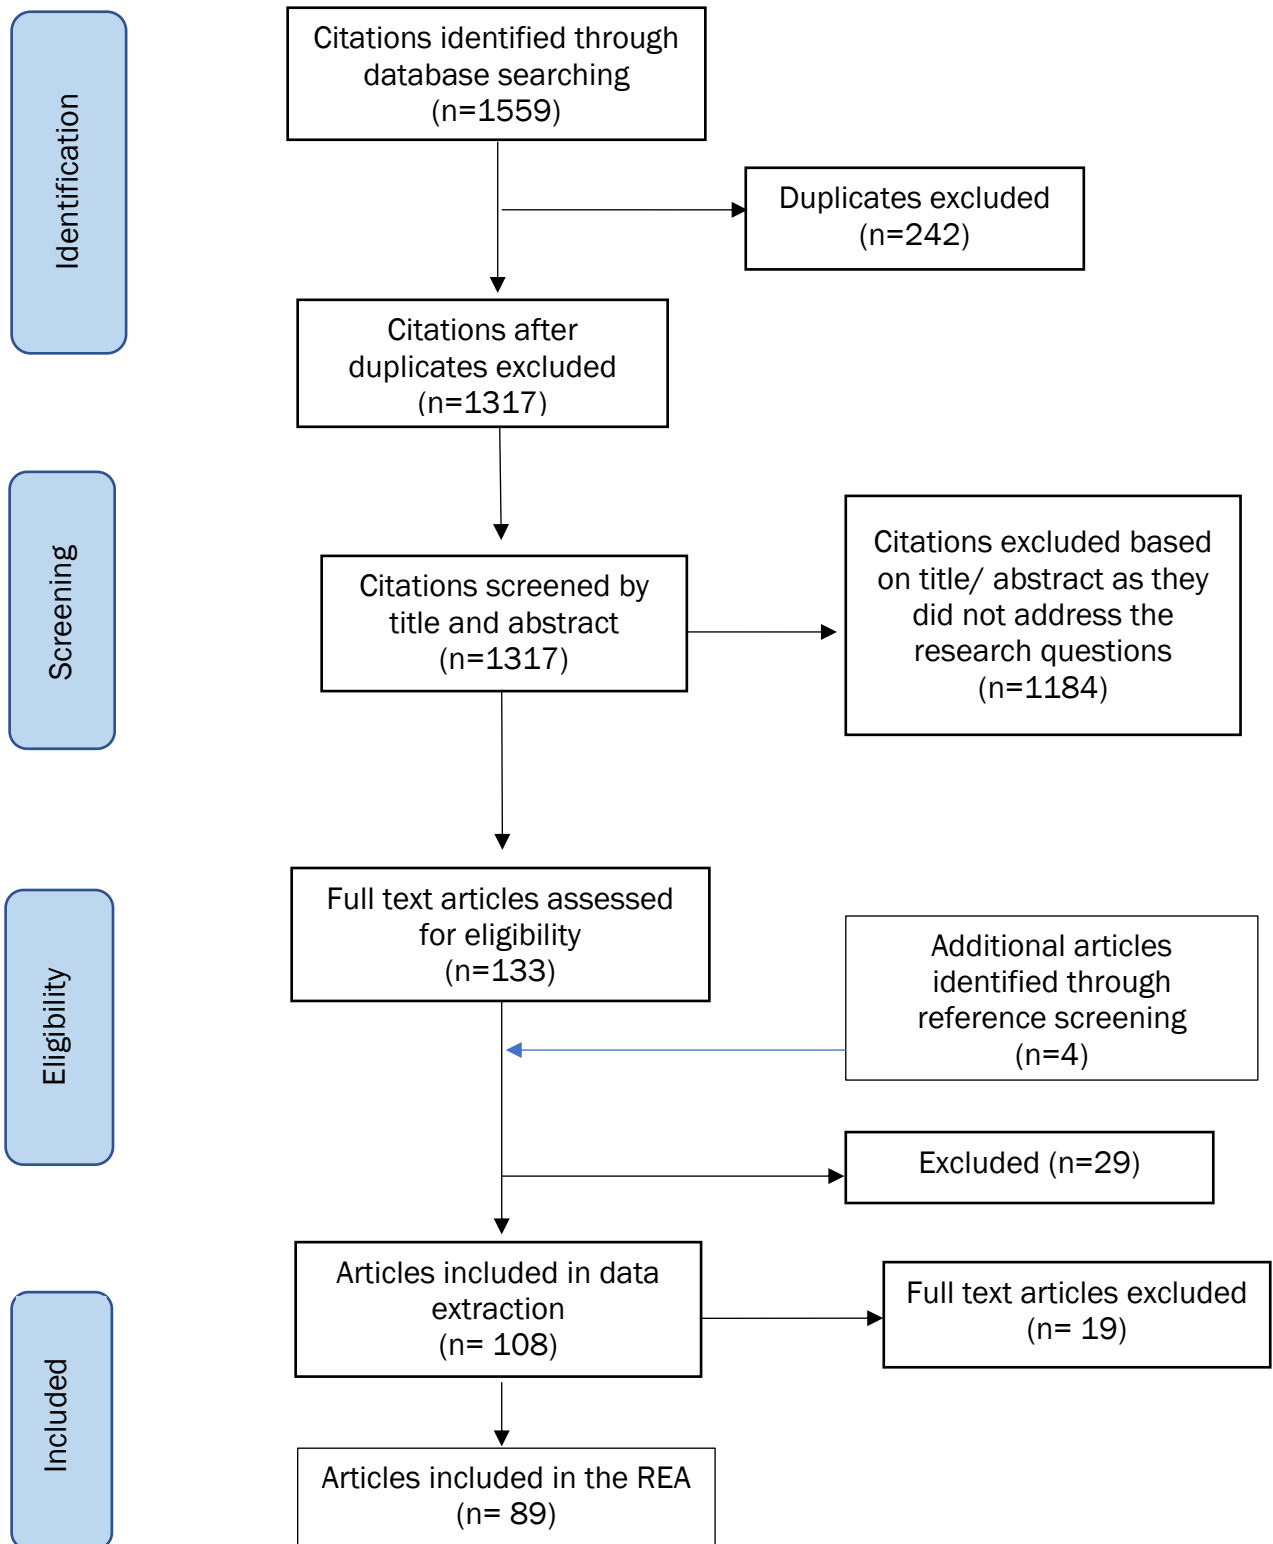 Identification
Citations identified through
database searching
(n=1559)
Duplicates excluded
(n=242)
Citations after
duplicates excluded
(n=1317)
Screening
Citations screened by
title and abstract
(n=1317)
Citations excluded based
on title/ abstract as they
did not address the
research questions
(n=1184)
Eligibility
Full text articles assessed
for eligibility
(n=133)
Additional articles
identified through
reference screening
(n=4)
Excluded (n=29)
Included
Articles included in data
extraction
(n= 108)
Full text articles excluded
(n= 19)
Articles included in the REA
(n= 89)